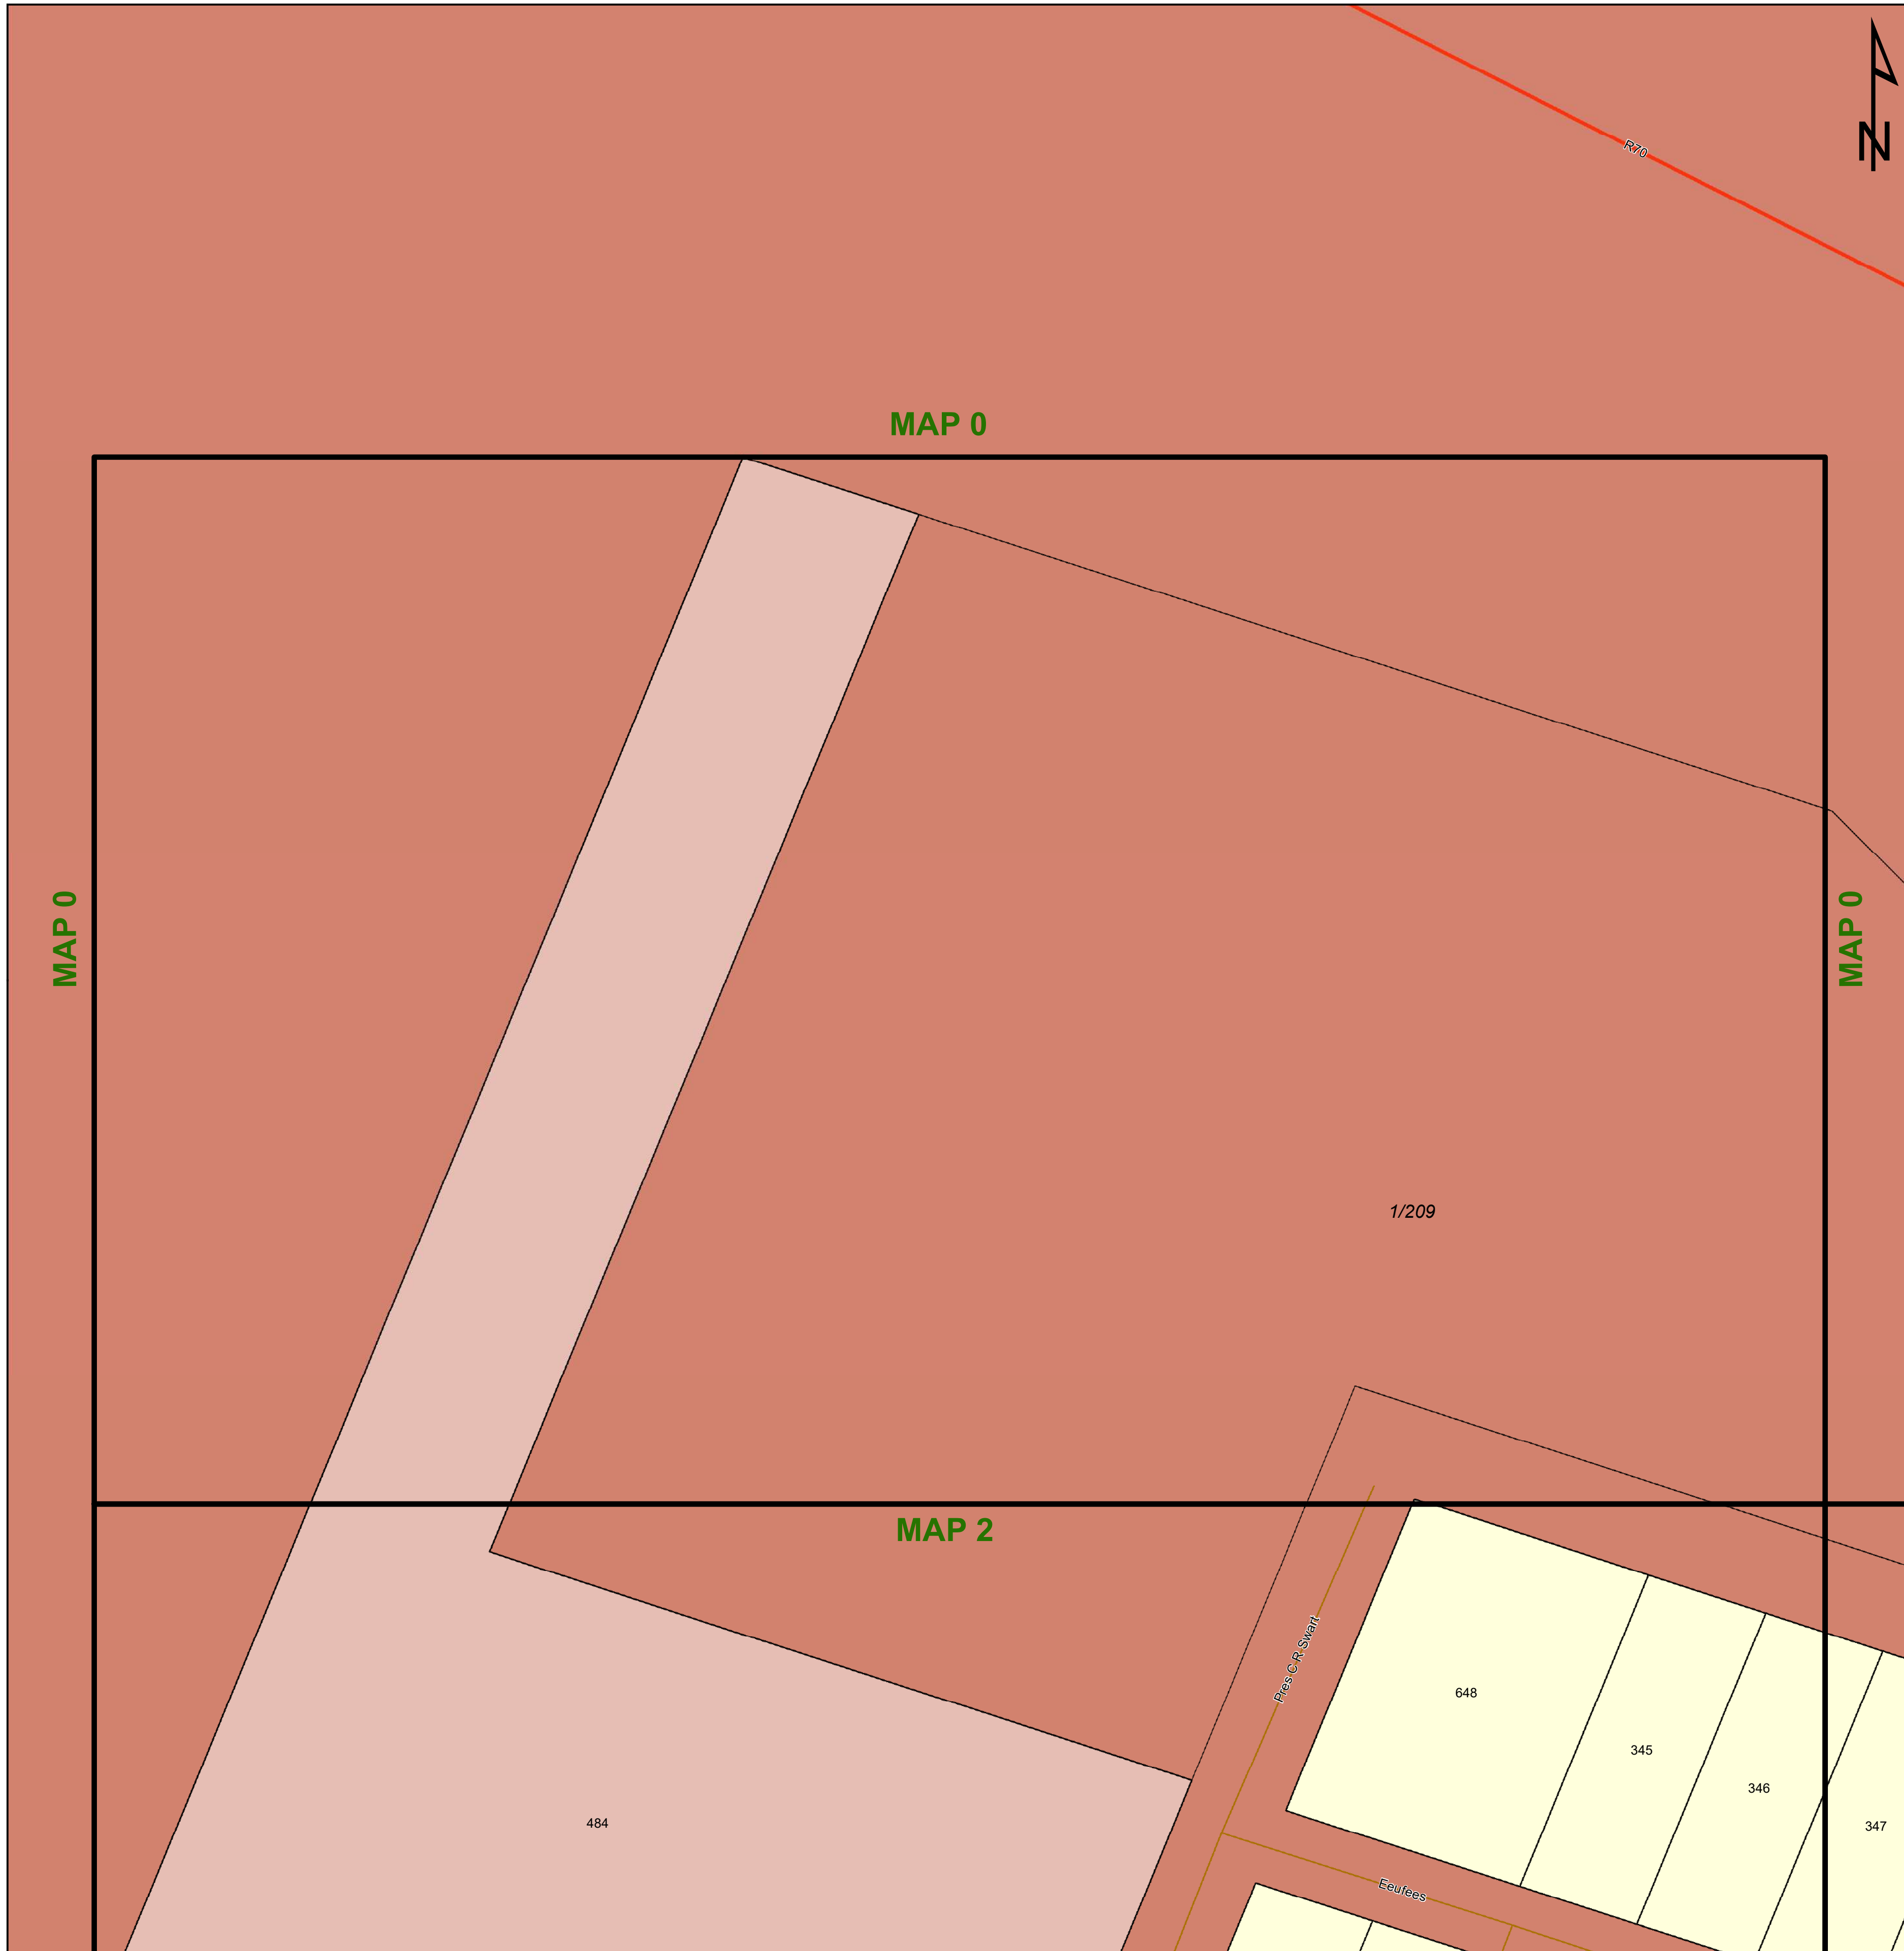 R70
N
MAP 0
MAP 0
MAP 0
1/209
MAP 2
Pres C R Swart
648
345
346
347
484
Eeufees